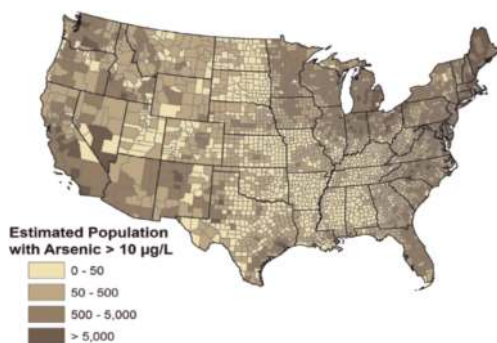 Estimated Population
with Arsenic > 10 µg/L
0 - 50
50 - 500
500 - 5,000
> 5,000